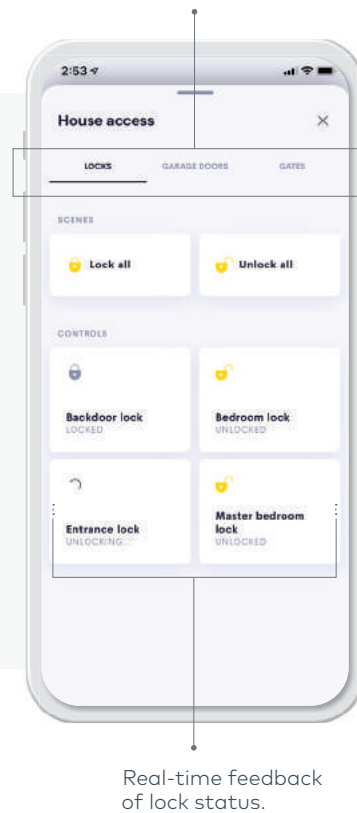 2:53
House access
LOCKS GARAGE DOORS GATES
SCENES
Lock all Unlock all
CONTROLS
Backdoor lock
LOCKED
Bedroom lock
UNLOCKED
Entrance lock
UNLOCKING...
Master bedroom
lock
UNLOCKED
Real-time feedback
of lock status.